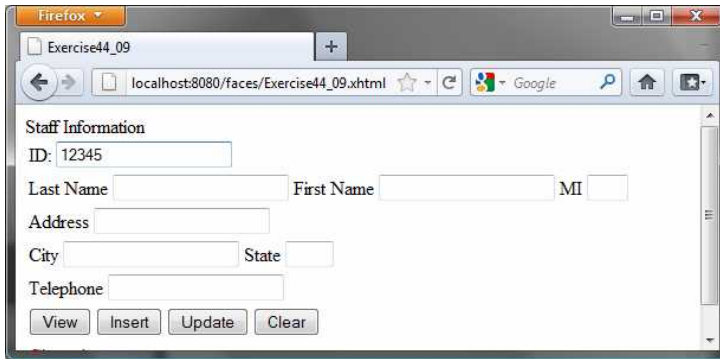 Firefox
Exercise44_09
localhost:8080/faces/Exercise44_09.xhtml Google
Staff Information
ID: 12345
Last Name First Name MI
Address
City State
Telephone
View Insert Update Clear